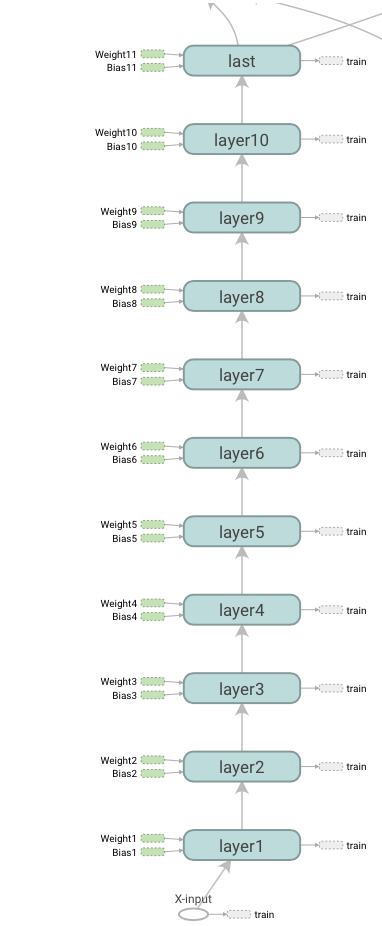 Weight11
Bias11
last
train
Weight10
Bias10
layer10
train
Weight9
Bias9
layer9
train
Weight8
Bias8
layer8
train
Weight7
Bias7
layer7
train
Weight6
Bias6
layer6
train
Weight5
Bias5
layer5
train
Weight4
Bias4
layer4
train
Weight3
Bias3
layer3
train
Weight2
Bias2
layer2
train
Weight1
Bias1
layer1
train
X-input
train